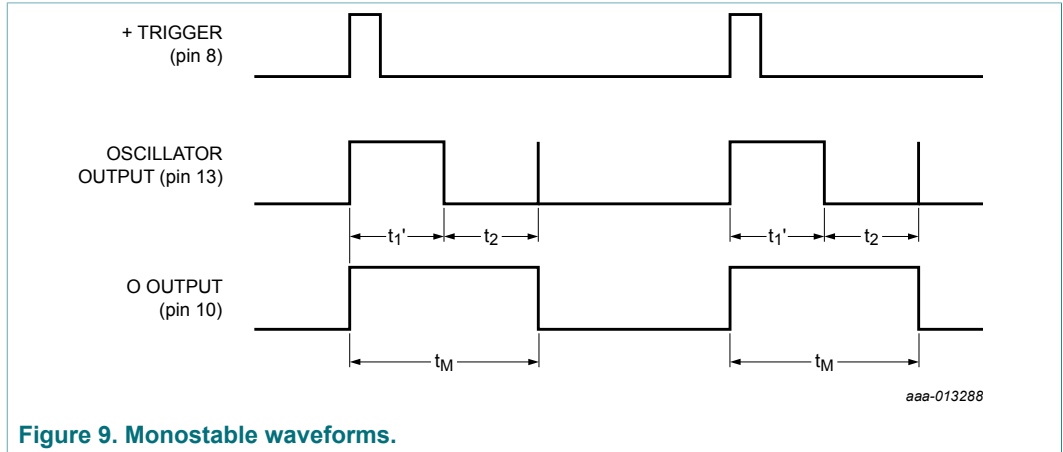 + TRIGGER
(pin 8)
OSCILLATOR
OUTPUT (pin 13)
t1' t2 t1' t2
O OUTPUT
(pin 10)
tM tM
aaa-013288
Figure 9. Monostable waveforms.